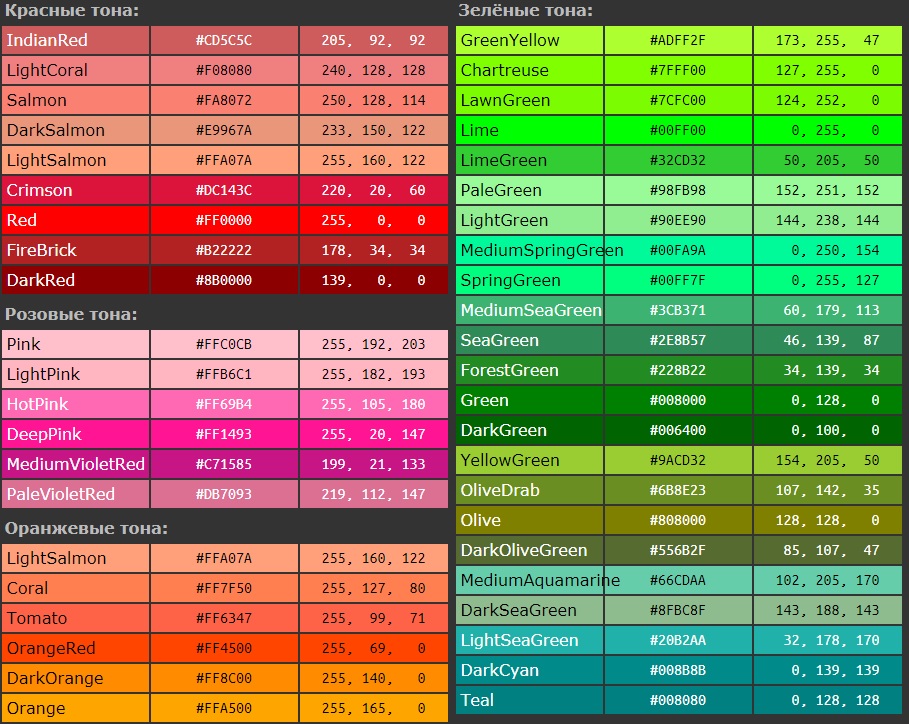 Красные тона:
IndianRed #CD5C5C 205, 92, 92
LightCoral #F08080 240, 128, 128
Salmon #FA8072 250, 128, 114
DarkSalmon #E9967A 233, 150, 122
LightSalmon #FFA07A 255, 160, 122
Crimson #DC143C 220, 20, 60
Red #FF0000 255, 0, 0
FireBrick #B22222 178, 34, 34
DarkRed #8B0000 139, 0, 0
Розовые тона:
Pink #FFC0CB 255, 192, 203
LightPink #FFB6C1 255, 182, 193
HotPink #FF69B4 255, 105, 180
DeepPink #FF1493 255, 20, 147
MediumVioletRed #C71585 199, 21, 133
PaleVioletRed #DB7093 219, 112, 147
Оранжевые тона:
LightSalmon #FFA07A 255, 160, 122
Coral #FF7F50 255, 127, 80
Tomato #FF6347 255, 99, 71
OrangeRed #FF4500 255, 69, 0
DarkOrange #FF8C00 255, 140, 0
Orange #FFA500 255, 165, 0
Зелёные тона:
GreenYellow #ADFF2F 173, 255, 47
Chartreuse #7FFF00 127, 255, 0
LawnGreen #7CFC00 124, 252, 0
Lime #00FF00 0, 255, 0
LimeGreen #32CD32 50, 205, 50
PaleGreen #98FB98 152, 251, 152
LightGreen #90EE90 144, 238, 144
MediumSpringGreen #00FA9A 0, 250, 154
SpringGreen #00FF7F 0, 255, 127
MediumSeaGreen #3CB371 60, 179, 113
SeaGreen #2E8B57 46, 139, 87
ForestGreen #228B22 34, 139, 34
Green #008000 0, 128, 0
DarkGreen #006400 0, 100, 0
YellowGreen #9ACD32 154, 205, 50
OliveDrab #6B8E23 107, 142, 35
Olive #808000 128, 128, 0
DarkOliveGreen #556B2F 85, 107, 47
MediumAquamarine #66CDAA 102, 205, 170
DarkSeaGreen #8FBC8F 143, 188, 143
LightSeaGreen #20B2AA 32, 178, 170
DarkCyan #008B8B 0, 139, 139
Teal #008080 0, 128, 128